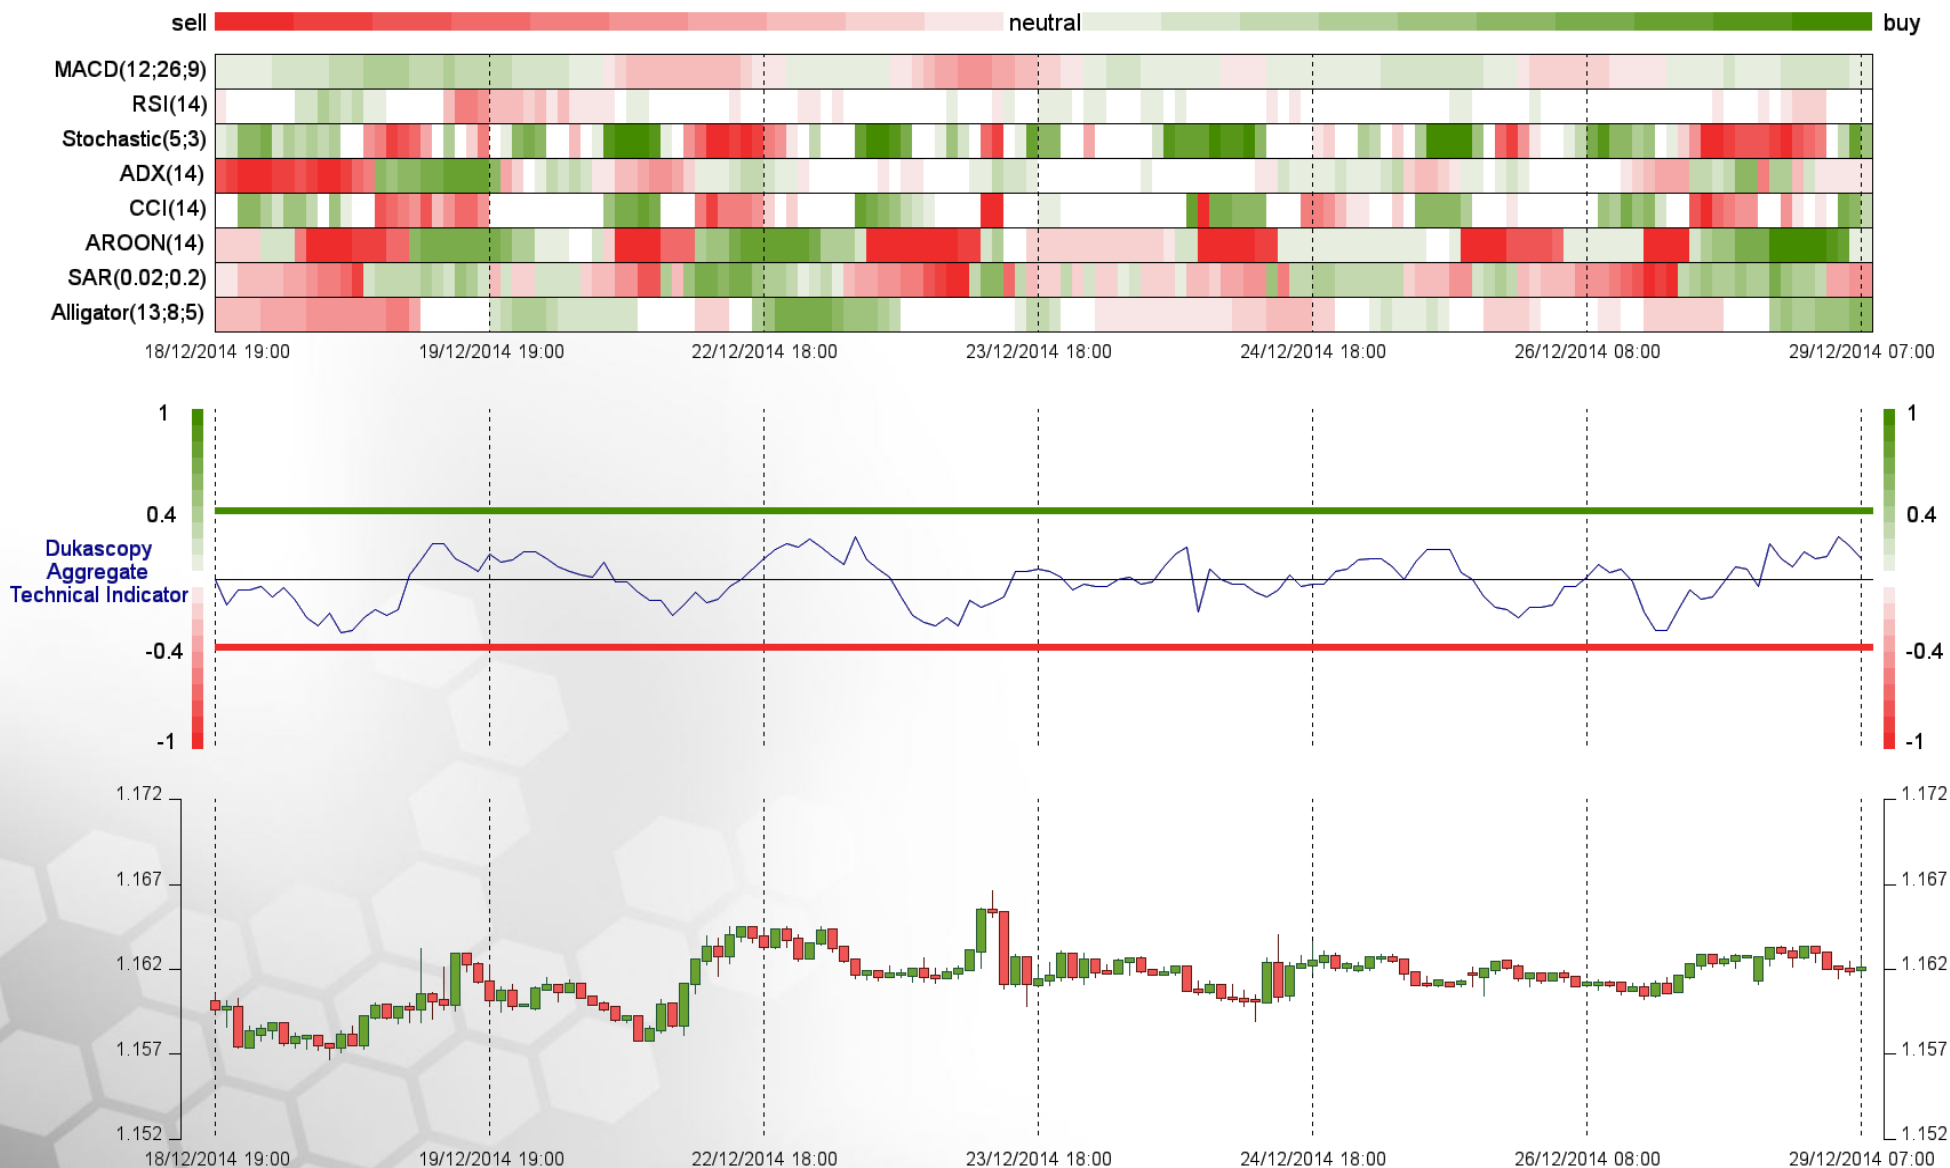 sell neutral buy
MACD(12;26;9)
RSI(14)
Stochastic(5;3)
ADX(14)
CCI(14)
AROON(14)
SAR(0.02;0.2)
Alligator(13;8;5)
18/12/2014 19:00 19/12/2014 19:00 22/12/2014 18:00 23/12/2014 18:00 24/12/2014 18:00 26/12/2014 08:00 29/12/2014 07:00
1 1
0.4 0.4
Dukascopy
Aggregate
Technical Indicator
-0.4 -0.4
-1 -1
1.172 1.172
1.167 1.167
1.162 1.162
1.157 1.157
1.152 1.152
18/12/2014 19:00 19/12/2014 19:00 22/12/2014 18:00 23/12/2014 18:00 24/12/2014 18:00 26/12/2014 08:00 29/12/2014 07:00